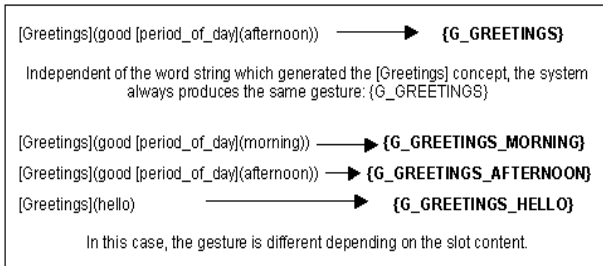 [Greetings](good [period_of_day](afternoon)) {G_GREETINGS}
Independent of the word string which generated the [Greetings] concept, the system
always produces the same gesture: {G_GREETINGS}
[Greetings](good [period_of_day](morning)) {G_GREETINGS_MORNING}
[Greetings](good [period_of_day](afternoon)) {G_GREETINGS_AFTERNOON}
[Greetings](hello) {G_GREETINGS_HELLO}
In this case, the gesture is different depending on the slot content.